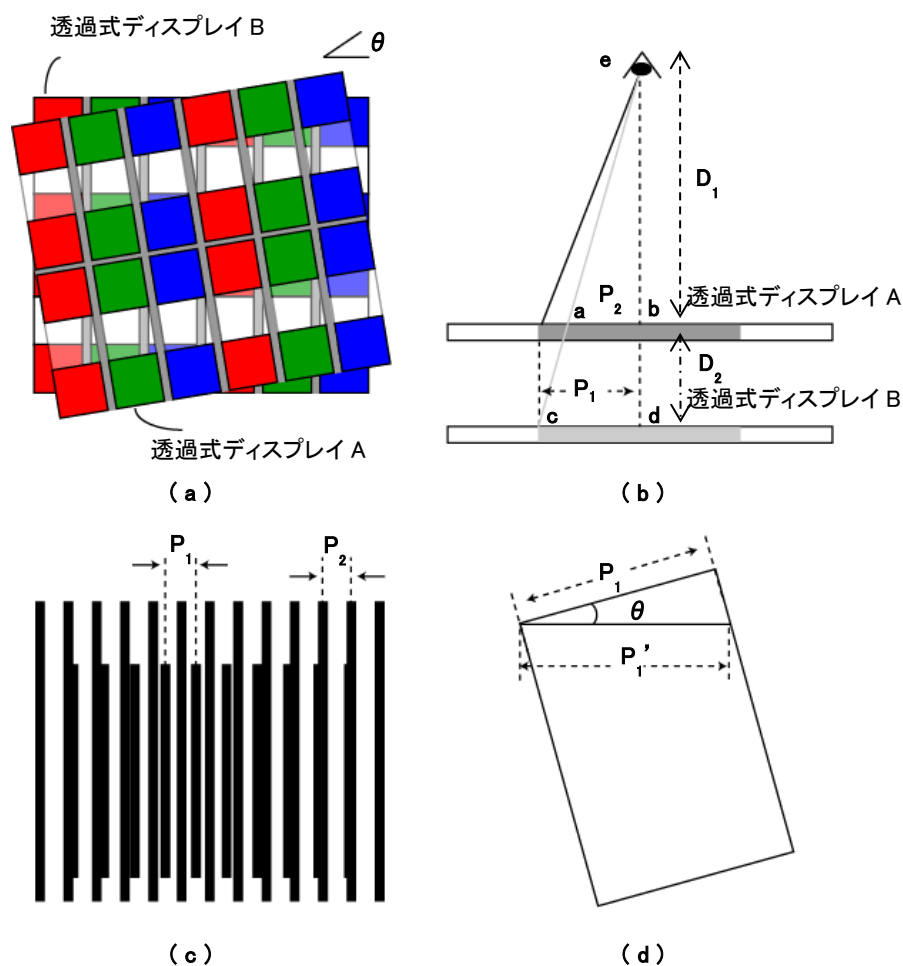 透過式ディスプレイ B
θ
透過式ディスプレイ A
( a )
e
D1
a
P2
b
透過式ディスプレイ A
D2
P1
透過式ディスプレイ B
c
d
( b )
P1
P2
( c )
P1
θ
P1’
( d )